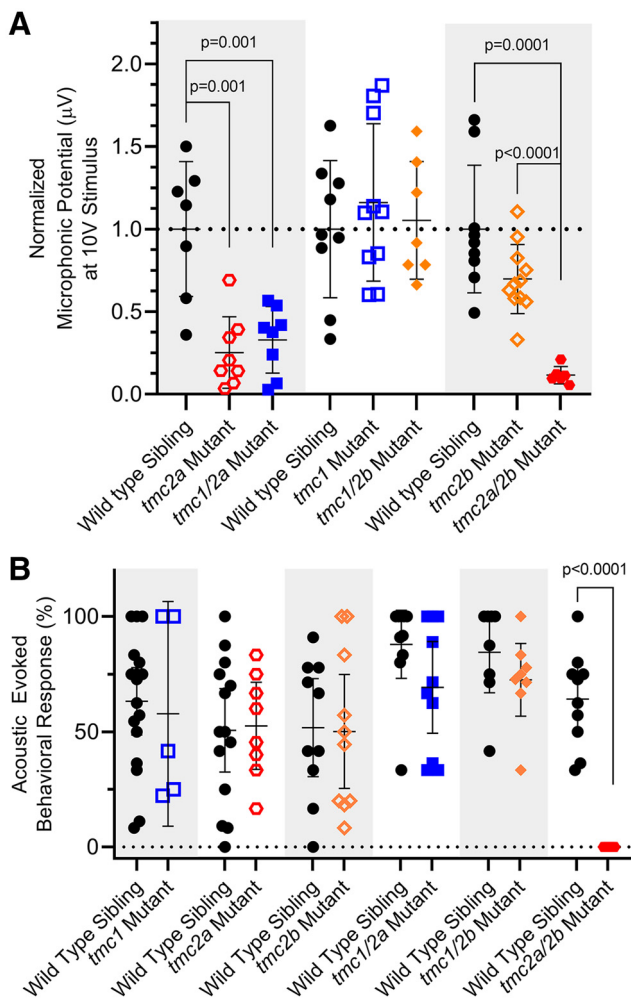 A
Normalized
Microphonic Potential (μV)
at 10V Stimulus
2.0
1.5
1.0
0.5
0.0
p=0.001
p=0.001
p=0.0001
p<0.0001
Wild type Sibling
tmc2a Mutant
tmc1/2a Mutant
Wild type Sibling
tmc1 Mutant
tmc1/2b Mutant
Wild type Sibling
tmc2b Mutant
tmc2a/2b Mutant
B
Acoustic Evoked
Behavioral Response (%)
100
50
0
p<0.0001
Wild Type Sibling
tmc1 Mutant
Wild Type Sibling
tmc2a Mutant
Wild Type Sibling
tmc2b Mutant
Wild Type Sibling
tmc1/2a Mutant
Wild Type Sibling
tmc1/2b Mutant
Wild Type Sibling
tmc2a/2b Mutant